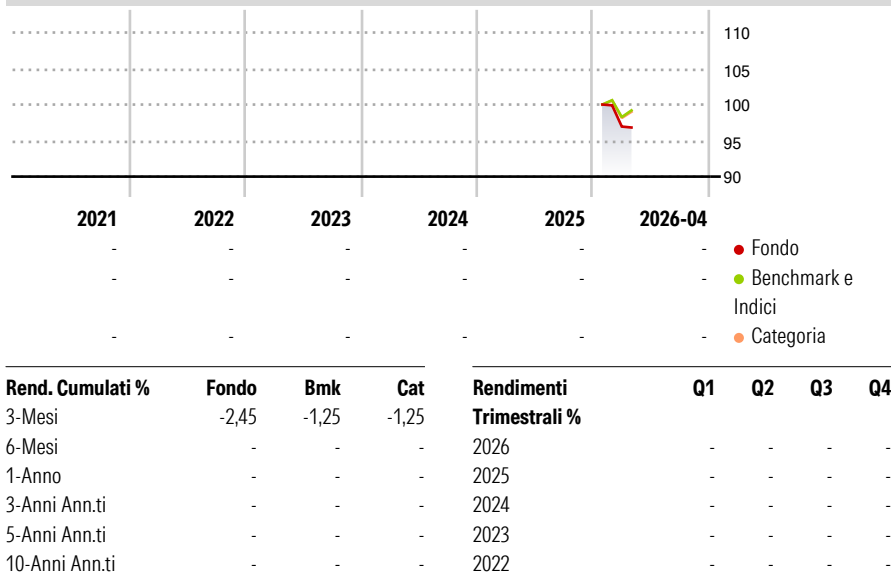 110
105
100
95
90
2021 2022 2023 2024 2025 2026-04
- - - - - - Fondo
- - - - - - Benchmark e
Indici
- - - - - - Categoria
Rend. Cumulati % Fondo Bmk Cat
3-Mesi -2,45 -1,25 -1,25
6-Mesi - - -
1-Anno - - -
3-Anni Ann.ti - - -
5-Anni Ann.ti - - -
10-Anni Ann.ti - - -
Rendimenti Q1 Q2 Q3 Q4
Trimestrali %
2026 - - - -
2025 - - - -
2024 - - - -
2023 - - - -
2022 - - - -